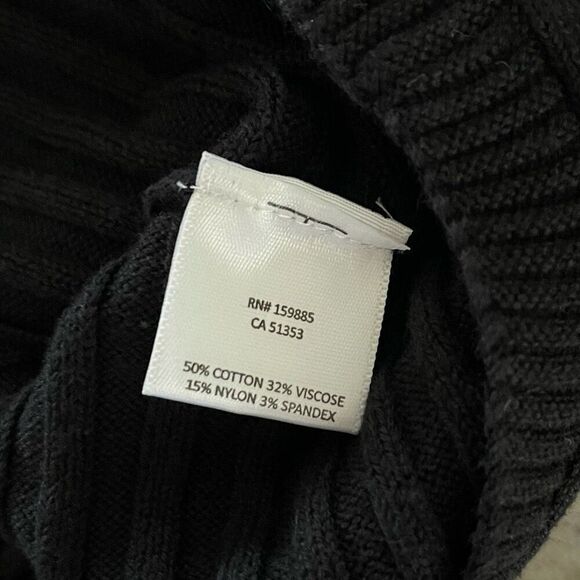 RN# 159885
CA 51353
50% COTTON 32% VISCOSE
15% NYLON 3% SPANDEX